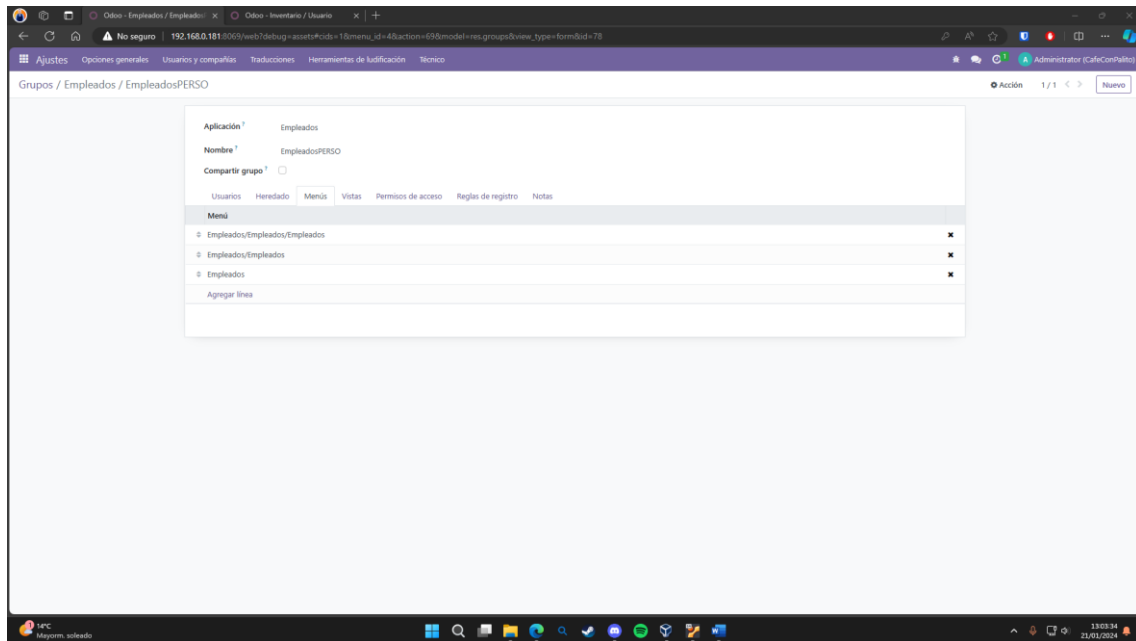 Odoo - Empleados / Empleados
Odoo - Inventario / Usuario
No seguro
192.168.0.181:8069/web?debug=assets#cids=1&menu_id=4&action=69&model=res.groups&view_type=form&id=78
Ajustes Opciones generales Usuarios y compañías Traducciones Herramientas de ludificación Técnico
1 A Administrator (CafeConPalito)
Grupos / Empleados / EmpleadosPERSO
Acción 1 / 1 Nuevo
Aplicación ? Empleados
Nombre ? EmpleadosPERSO
Compartir grupo ?
Usuarios Heredado Menús Vistas Permisos de acceso Reglas de registro Notas
Menú
Empleados/Empleados/Empleados
Empleados/Empleados
Empleados
Agregar línea
1 14°C
Mayorm. soleado
13:03:34
21/01/2024